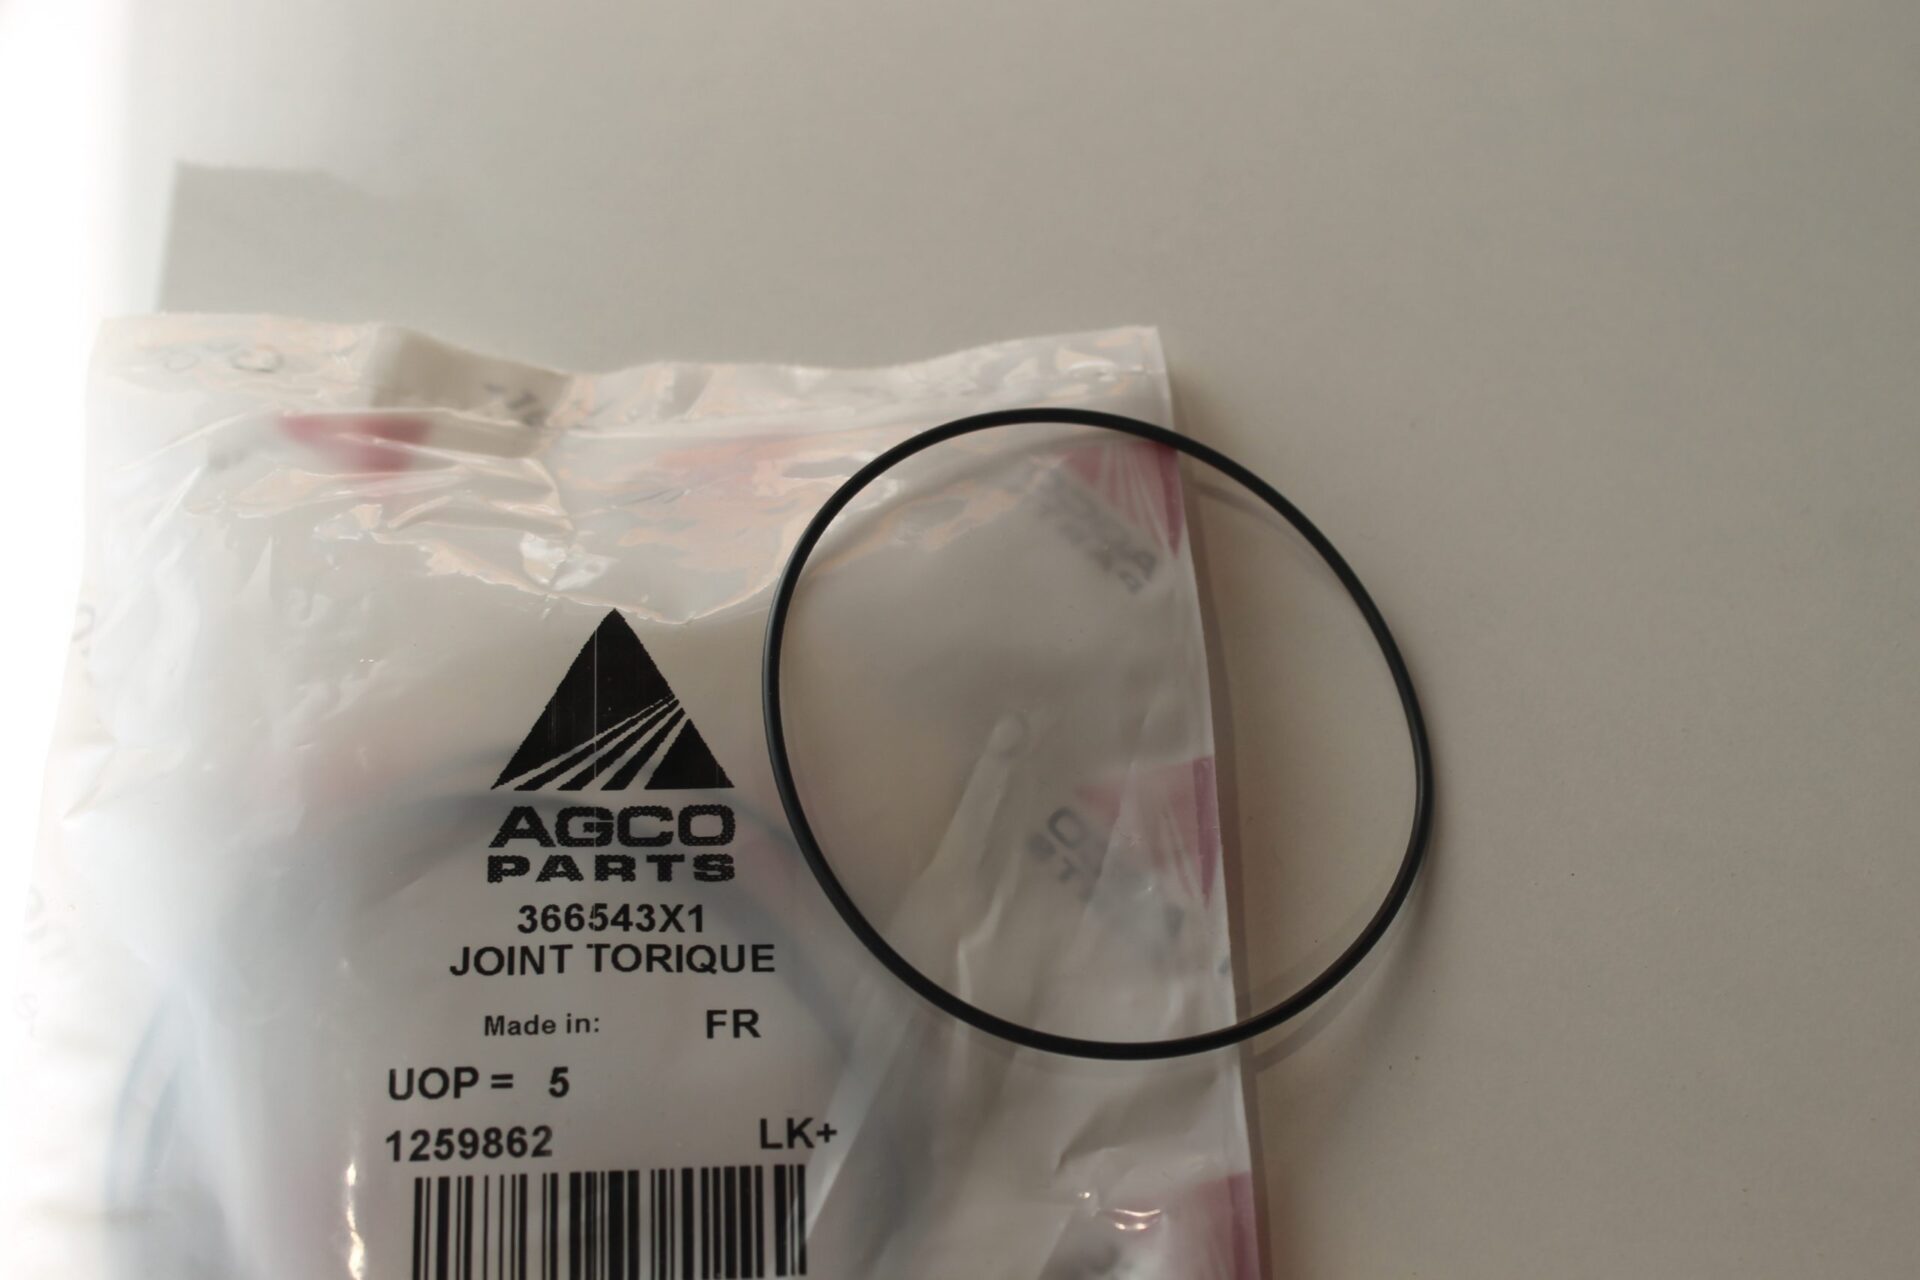 AGCO
PARTS
366543X1
JOINT TORIQUE
Made in: FR
UOP = 5
1259862 LK+